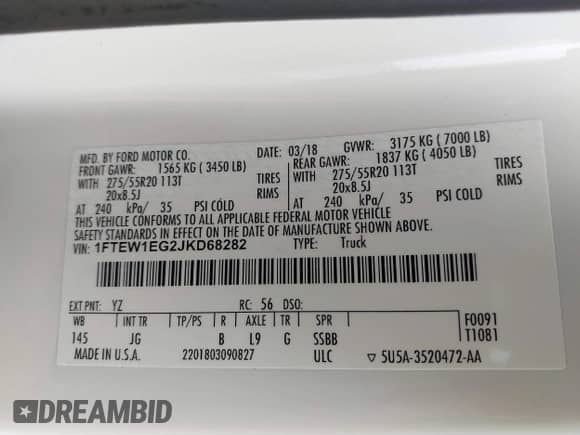 MFD. BY FORD MOTOR CO. DATE: 03/18 GVWR: 3175 KG ( 7000 LB)
FRONT GAWR: 1565 KG ( 3450 LB) REAR GAWR: 1837 KG ( 4050 LB)
WITH 275/55R20 113T TIRES WITH 275/55R20 113T TIRES
20x8.5J RIMS 20x8.5J RIMS
AT 240 kPa/ 35 PSI COLD AT 240 kPa/ 35 PSI COLD
THIS VEHICLE CONFORMS TO ALL APPLICABLE FEDERAL MOTOR VEHICLE
SAFETY STANDARDS IN EFFECT ON THE DATE OF MANUFACTURE SHOWN ABOVE.
VIN: 1FTEW1EG2JKD68282 TYPE: Truck
EXT PNT: YZ RC: 56 DSO: F0091
WB INT TR TP/PS R AXLE TR SPR T1081
145 JG B L9 G SSBB
MADE IN U.S.A. 2201803090827 ULC ▽ 5U5A-3520472-AA
DREAMBID